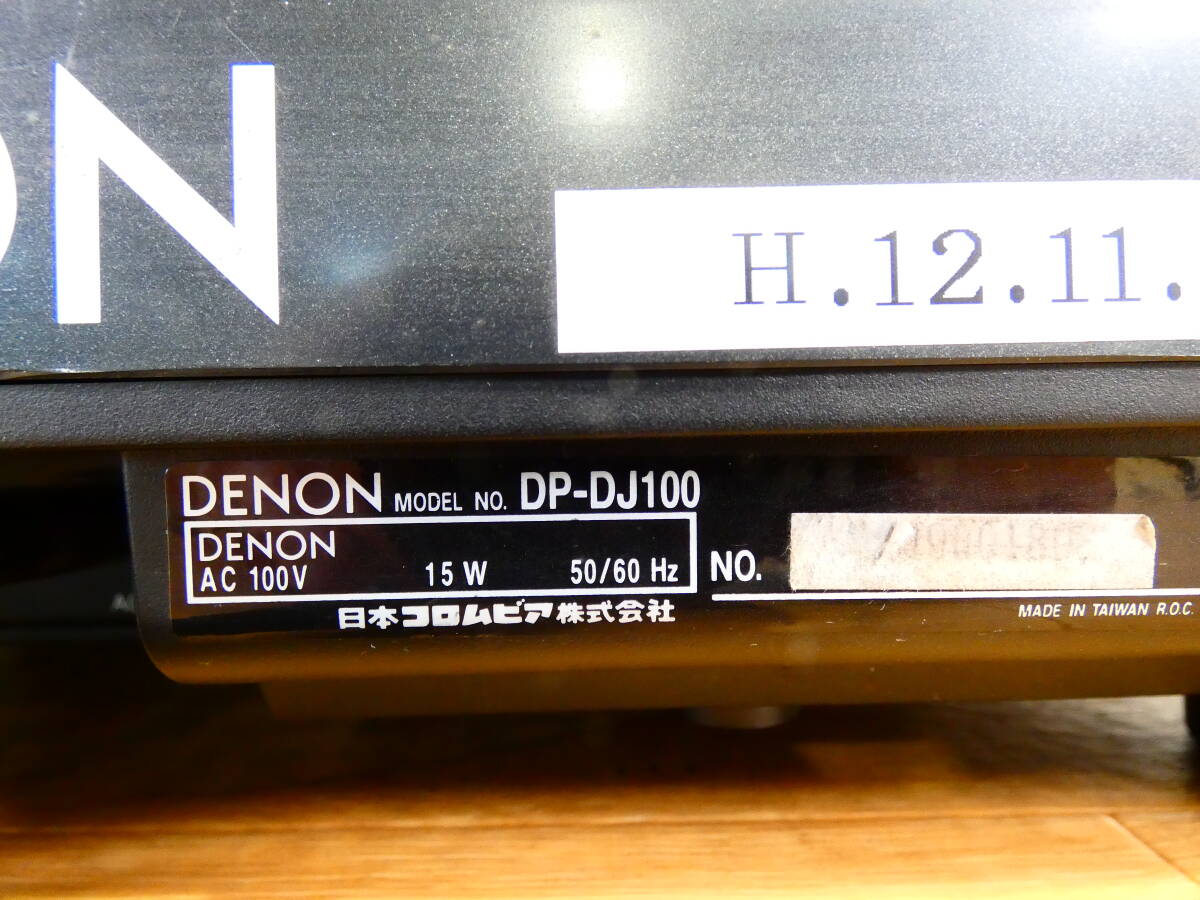 ON
H.12.11.
DENON MODEL NO. DP-DJ100
DENON
AC 100V 15W 50/60 Hz
NO.
日本コロムビア株式会社
MADE IN TAIWAN R.O.C.